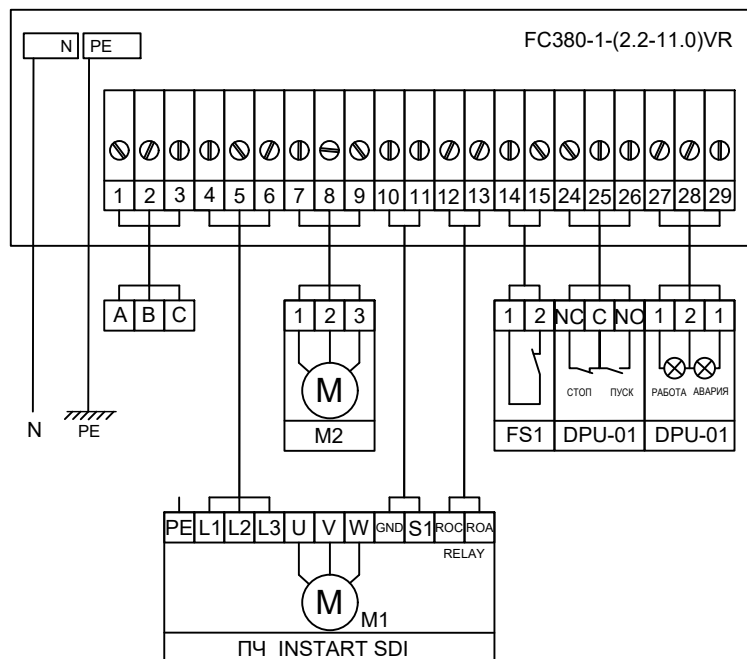 FC380-1-(2.2-11.0)VR
N PE
1 2 3 4 5 6 7 8 9 10 11 12 13 14 15 24 25 26 27 28 29
A B C 1 2 3 1 2 NC C NO 1 2 1
M
СТОП ПУСК РАБОТА АВАРИЯ
N PE M2 FS1 DPU-01 DPU-01
PE L1 L2 L3 U V W GND S1 ROC ROA
RELAY
M
M1
ПЧ INSTART SDI